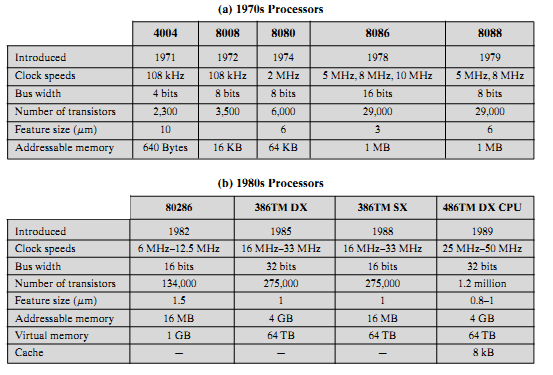 (a) 1970s Processors
4004 8008 8080 8086 8088
Introduced 1971 1972 1974 1978 1979
Clock speeds 108 kHz 108 kHz 2 MHz 5 MHz, 8 MHz, 10 MHz 5 MHz, 8 MHz
Bus width 4 bits 8 bits 8 bits 16 bits 8 bits
Number of transistors 2,300 3,500 6,000 29,000 29,000
Feature size (μm) 10 6 3 6
Addressable memory 640 Bytes 16 KB 64 KB 1 MB 1 MB
(b) 1980s Processors
80286 386TM DX 386TM SX 486TM DX CPU
Introduced 1982 1985 1988 1989
Clock speeds 6 MHz–12.5 MHz 16 MHz–33 MHz 16 MHz–33 MHz 25 MHz–50 MHz
Bus width 16 bits 32 bits 16 bits 32 bits
Number of transistors 134,000 275,000 275,000 1.2 million
Feature size (μm) 1.5 1 1 0.8–1
Addressable memory 16 MB 4 GB 16 MB 4 GB
Virtual memory 1 GB 64 TB 64 TB 64 TB
Cache — — — 8 kB